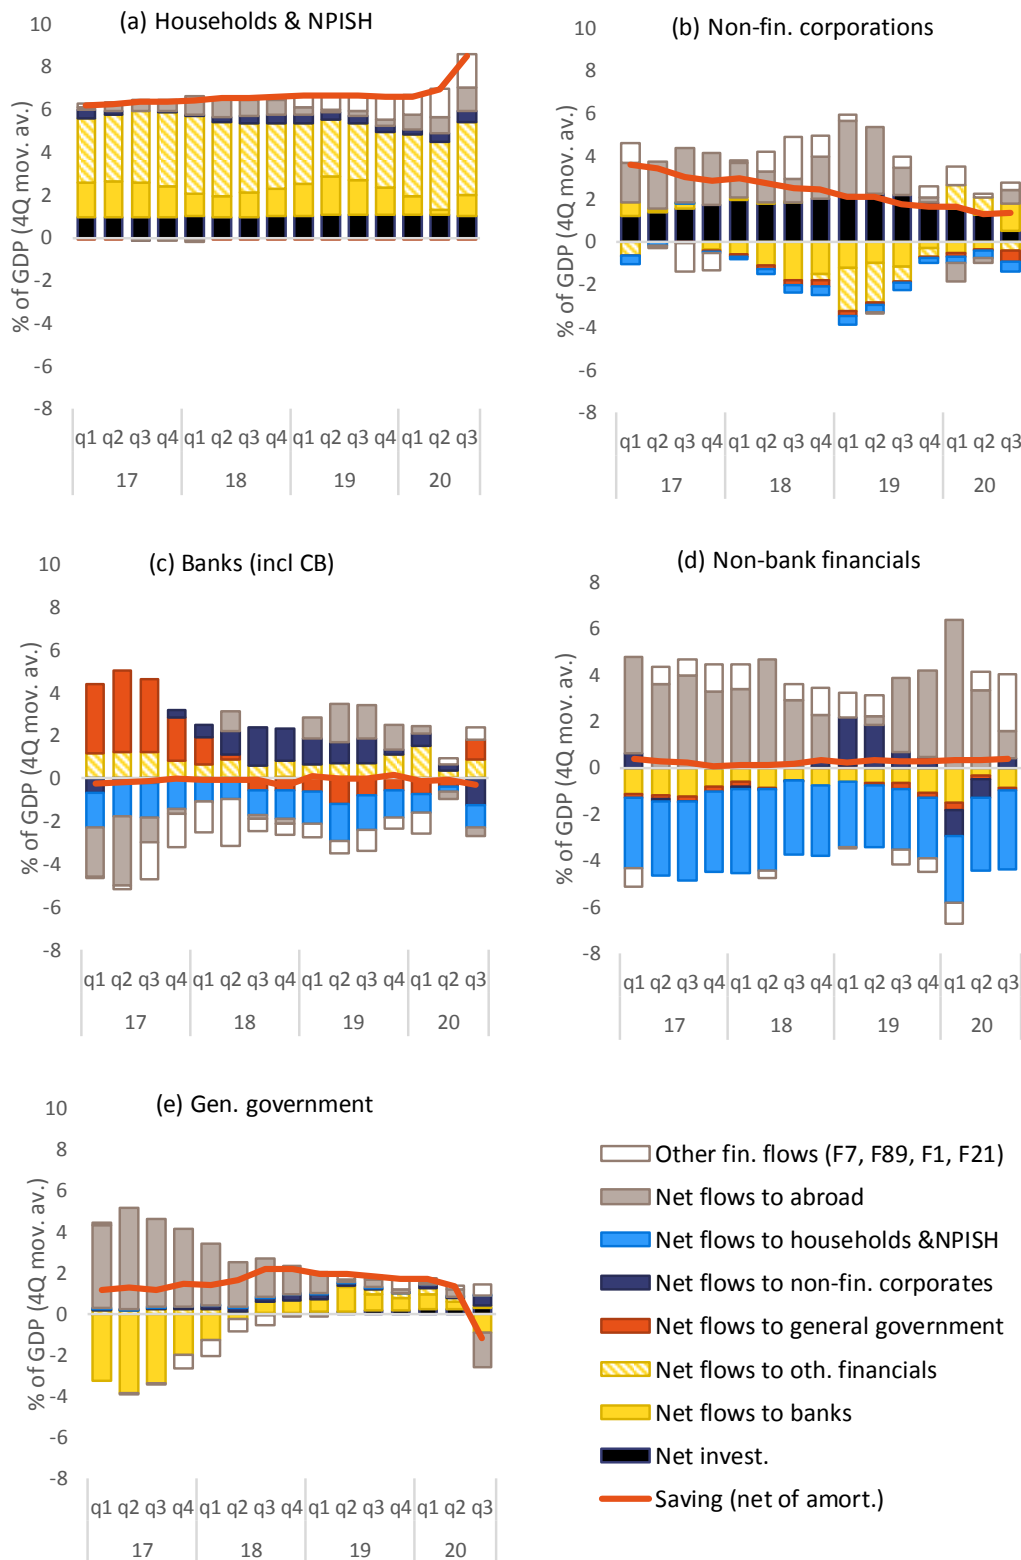 (a) Households & NPISH
% of GDP (4Q mov. av.)
10
8
6
4
2
0
-2
-4
-6
-8
q1 q2 q3 q4 q1 q2 q3 q4 q1 q2 q3 q4 q1 q2 q3
17 18 19 20
(b) Non-fin. corporations
% of GDP (4Q mov. av.)
10
8
6
4
2
0
-2
-4
-6
-8
q1 q2 q3 q4 q1 q2 q3 q4 q1 q2 q3 q4 q1 q2 q3
17 18 19 20
(c) Banks (incl CB)
% of GDP (4Q mov. av.)
10
8
6
4
2
0
-2
-4
-6
-8
q1 q2 q3 q4 q1 q2 q3 q4 q1 q2 q3 q4 q1 q2 q3
17 18 19 20
(d) Non-bank financials
% of GDP (4Q mov. av.)
8
6
4
2
0
-2
-4
-6
-8
q1 q2 q3 q4 q1 q2 q3 q4 q1 q2 q3 q4 q1 q2 q3
17 18 19 20
(e) Gen. government
% of GDP (4Q mov. av.)
10
8
6
4
2
0
-2
-4
-6
-8
q1 q2 q3 q4 q1 q2 q3 q4 q1 q2 q3 q4 q1 q2 q3
17 18 19 20
Other fin. flows (F7, F89, F1, F21)
Net flows to abroad
Net flows to households &NPISH
Net flows to non-fin. corporates
Net flows to general government
Net flows to oth. financials
Net flows to banks
Net invest.
Saving (net of amort.)